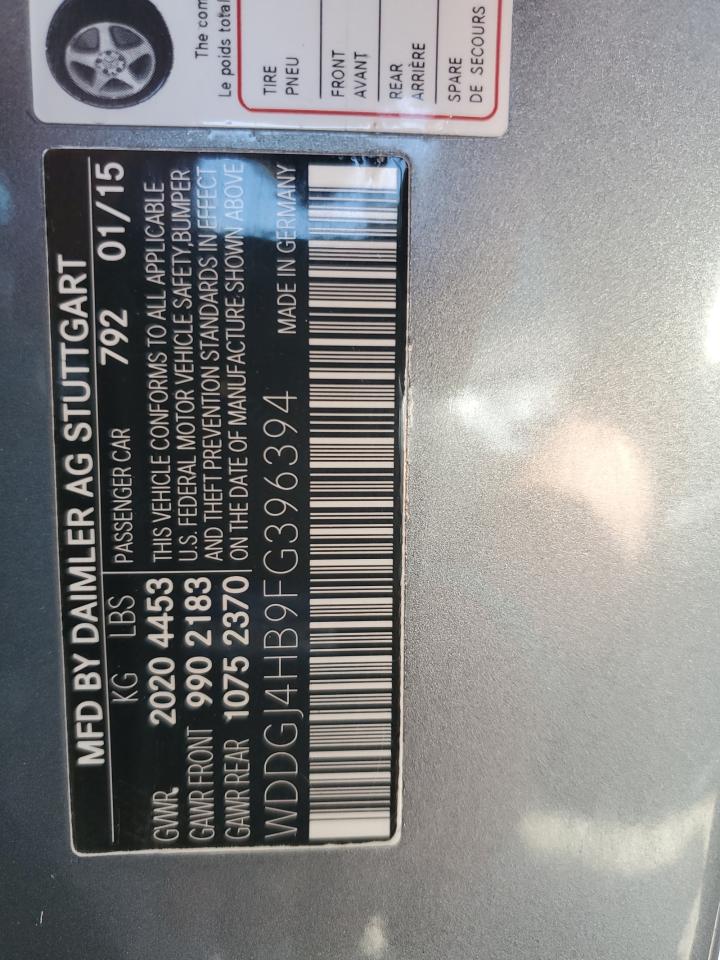 MFD BY DAIMLER AG STUTTGART
KG LBS PASSENGER CAR 792 01/15
GVWR 2020 4453 THIS VEHICLE CONFORMS TO ALL APPLICABLE
GAWR FRONT 990 2183 U.S. FEDERAL MOTOR VEHICLE SAFETY,BUMPER
AND THEFT PREVENTION STANDARDS IN EFFECT
GAWR REAR 1075 2370 ON THE DATE OF MANUFACTURE SHOWN ABOVE
WDDGJ4HB9FG396394 MADE IN GERMANY
The com
Le poids total
TIRE
PNEU
FRONT
AVANT
REAR
ARRIÈRE
SPARE
DE SECOURS